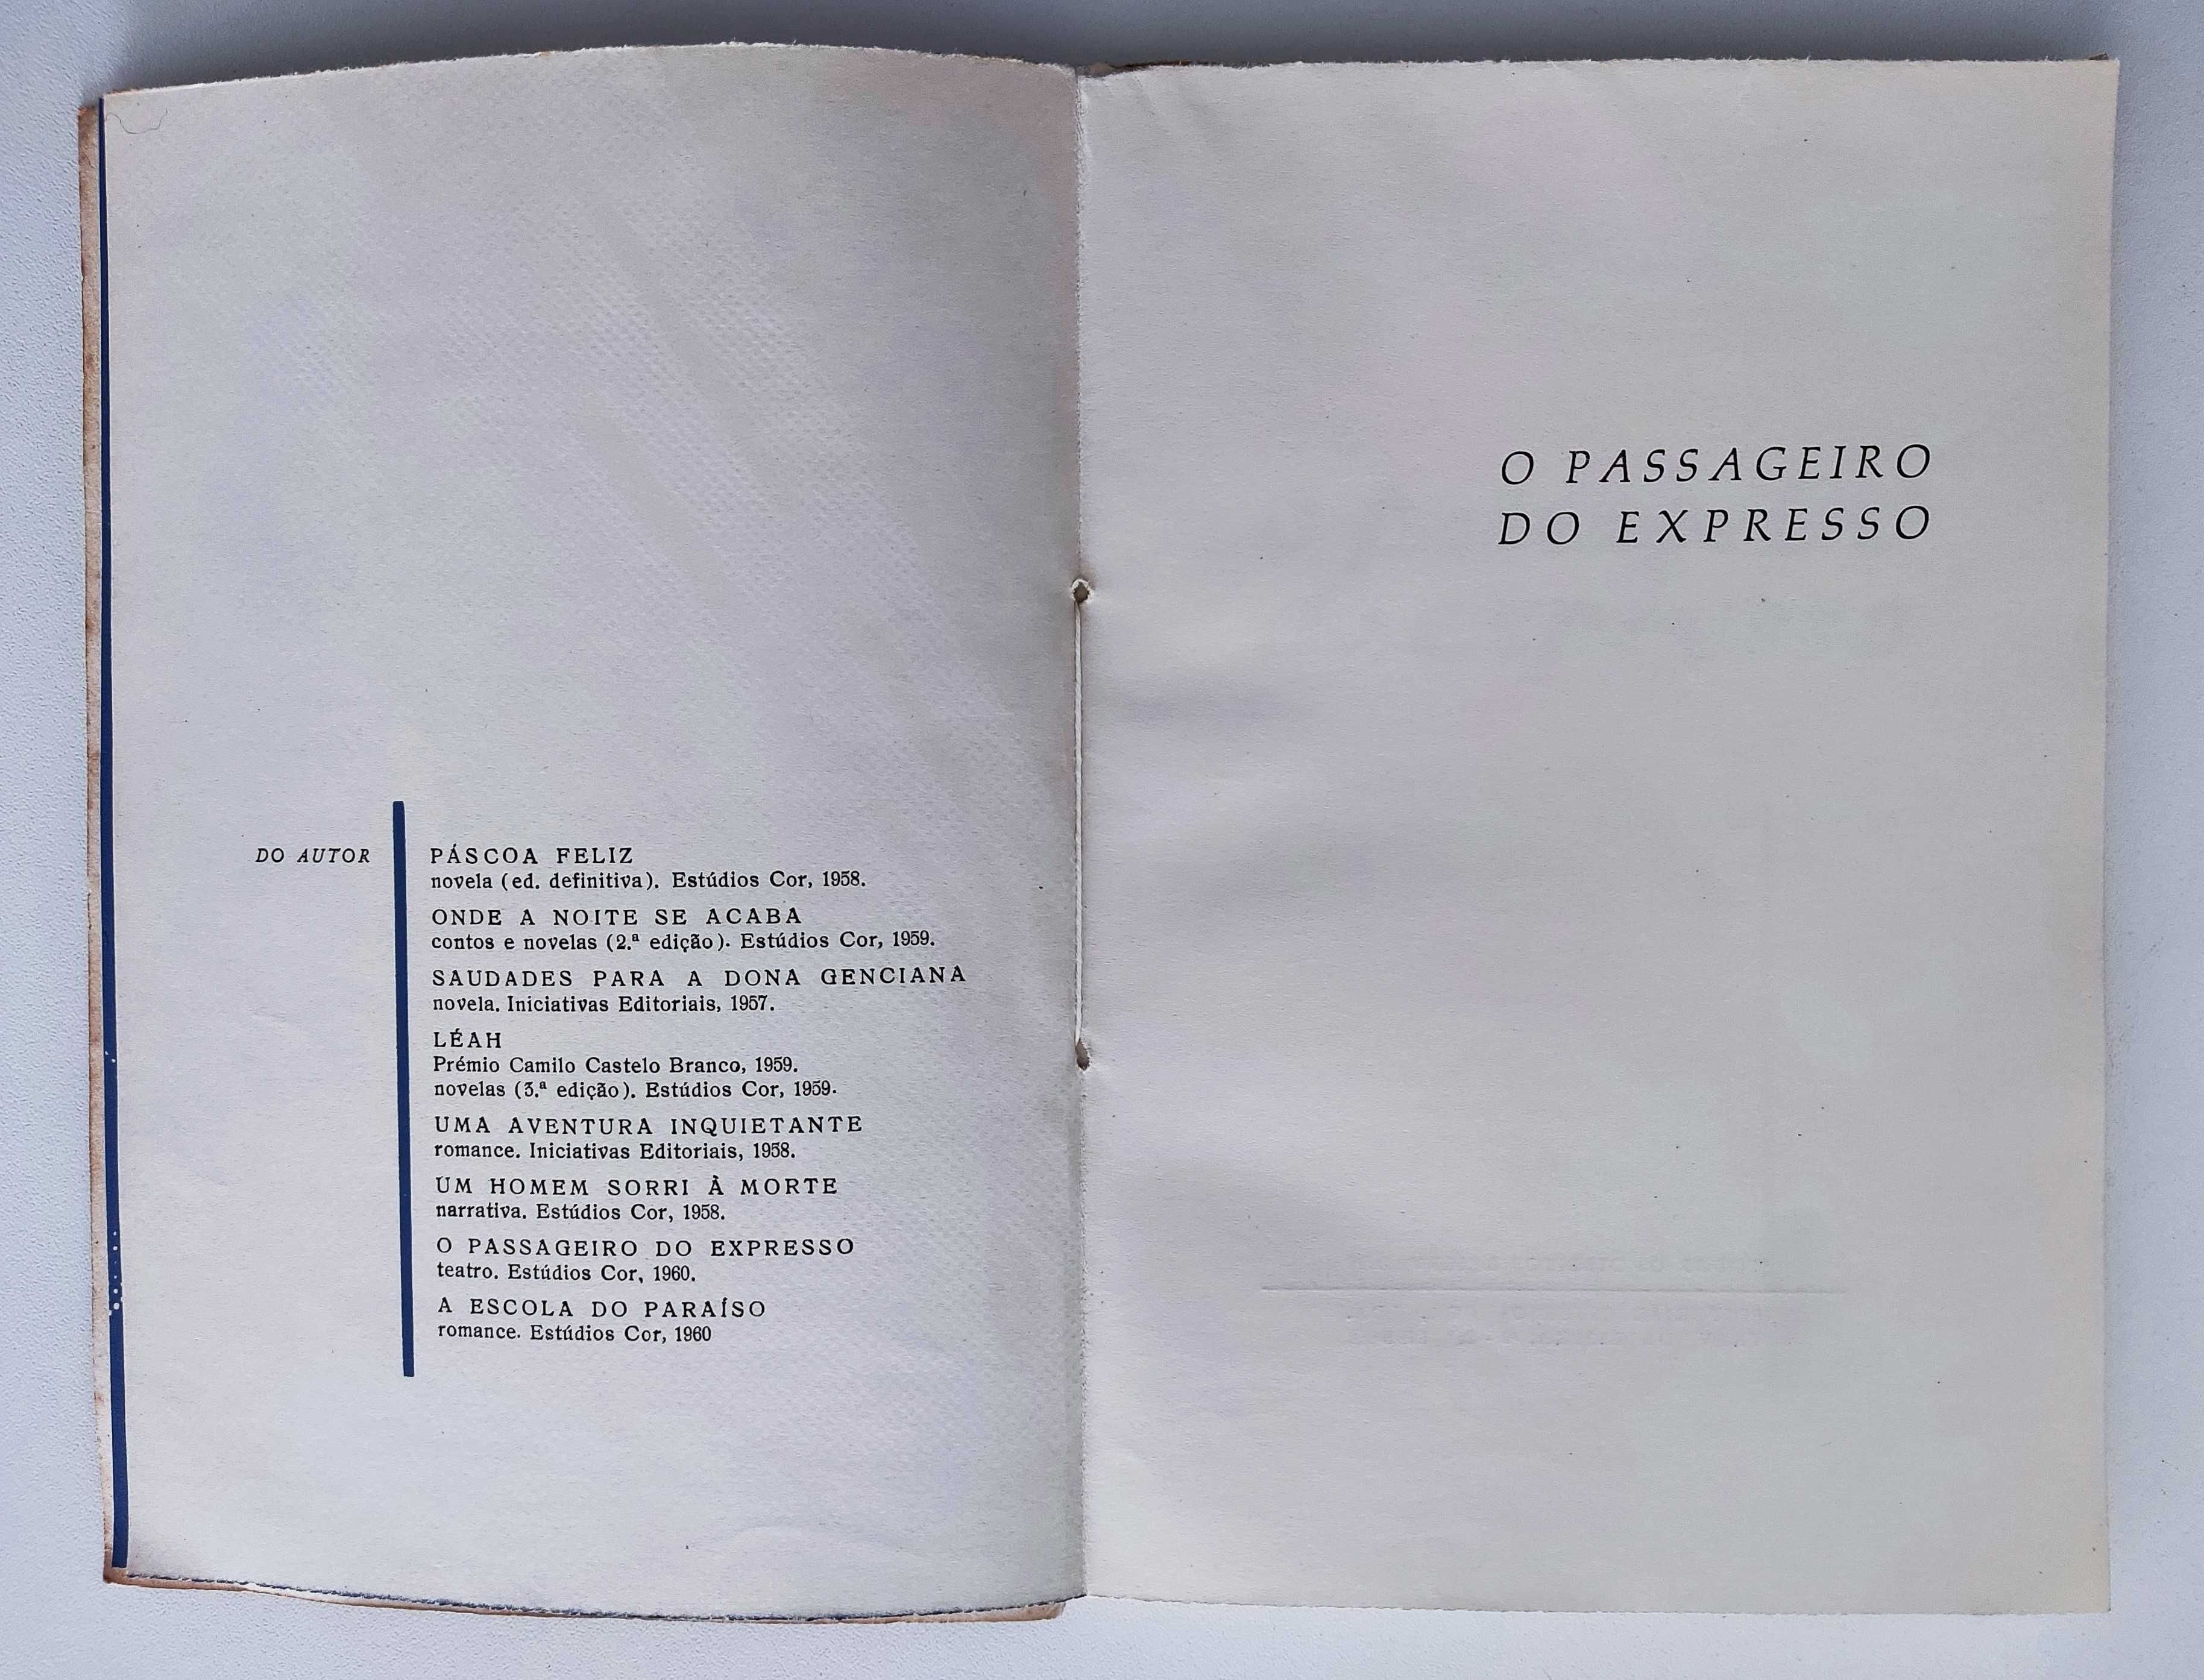 DO AUTOR
PÁSCOA FELIZ
novela (ed. definitiva). Estúdios Cor, 1958.
ONDE A NOITE SE ACABA
contos e novelas (2.ª edição). Estúdios Cor, 1959.
SAUDADES PARA A DONA GENCIANA
novela. Iniciativas Editoriais, 1957.
LÉAH
Prémio Camilo Castelo Branco, 1959.
novelas (3.ª edição). Estúdios Cor, 1959.
UMA AVENTURA INQUIETANTE
romance. Iniciativas Editoriais, 1958.
UM HOMEM SORRI À MORTE
narrativa. Estúdios Cor, 1958.
O PASSAGEIRO DO EXPRESSO
teatro. Estúdios Cor, 1960.
A ESCOLA DO PARAÍSO
romance. Estúdios Cor, 1960
O PASSAGEIRO
DO EXPRESSO